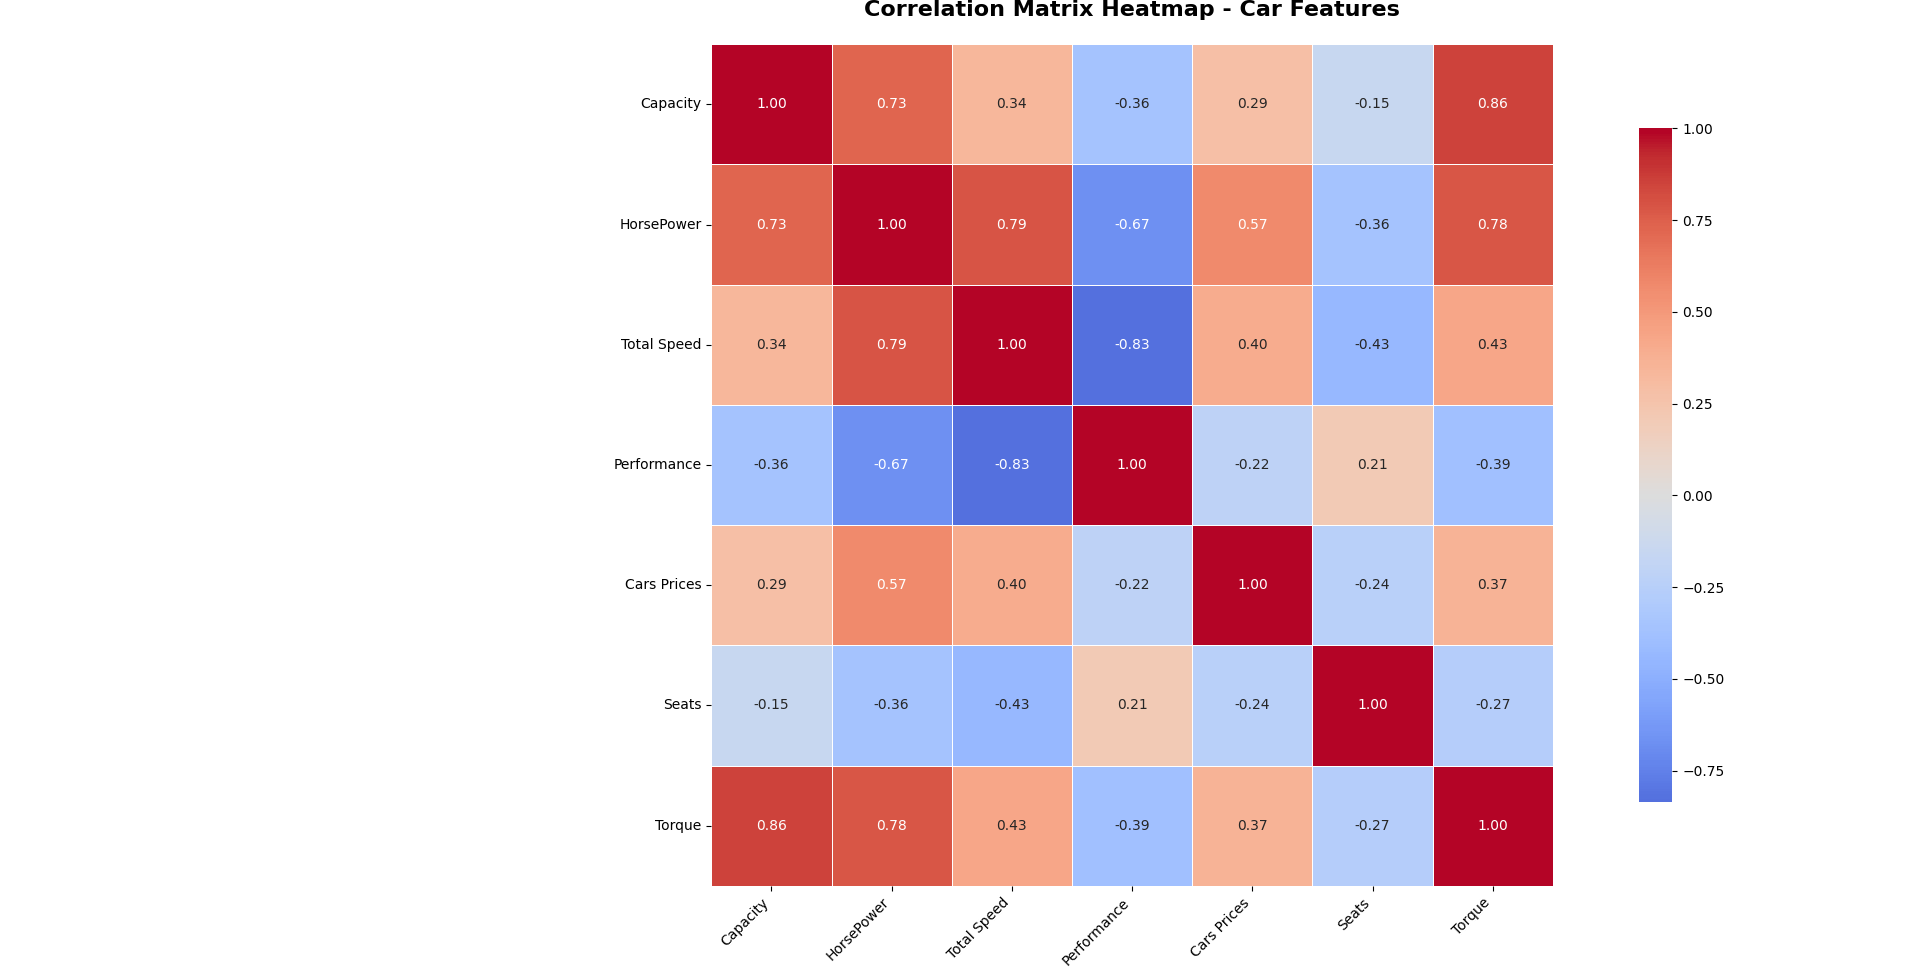 Correlation Matrix Heatmap - Car Features
Capacity 1.00 0.73 0.34 -0.36 0.29 -0.15 0.86
HorsePower 0.73 1.00 0.79 -0.67 0.57 -0.36 0.78
Total Speed 0.34 0.79 1.00 -0.83 0.40 -0.43 0.43
Performance -0.36 -0.67 -0.83 1.00 -0.22 0.21 -0.39
Cars Prices 0.29 0.57 0.40 -0.22 1.00 -0.24 0.37
Seats -0.15 -0.36 -0.43 0.21 -0.24 1.00 -0.27
Torque 0.86 0.78 0.43 -0.39 0.37 -0.27 1.00
Capacity HorsePower Total Speed Performance Cars Prices Seats Torque
1.00
0.75
0.50
0.25
0.00
−0.25
−0.50
−0.75